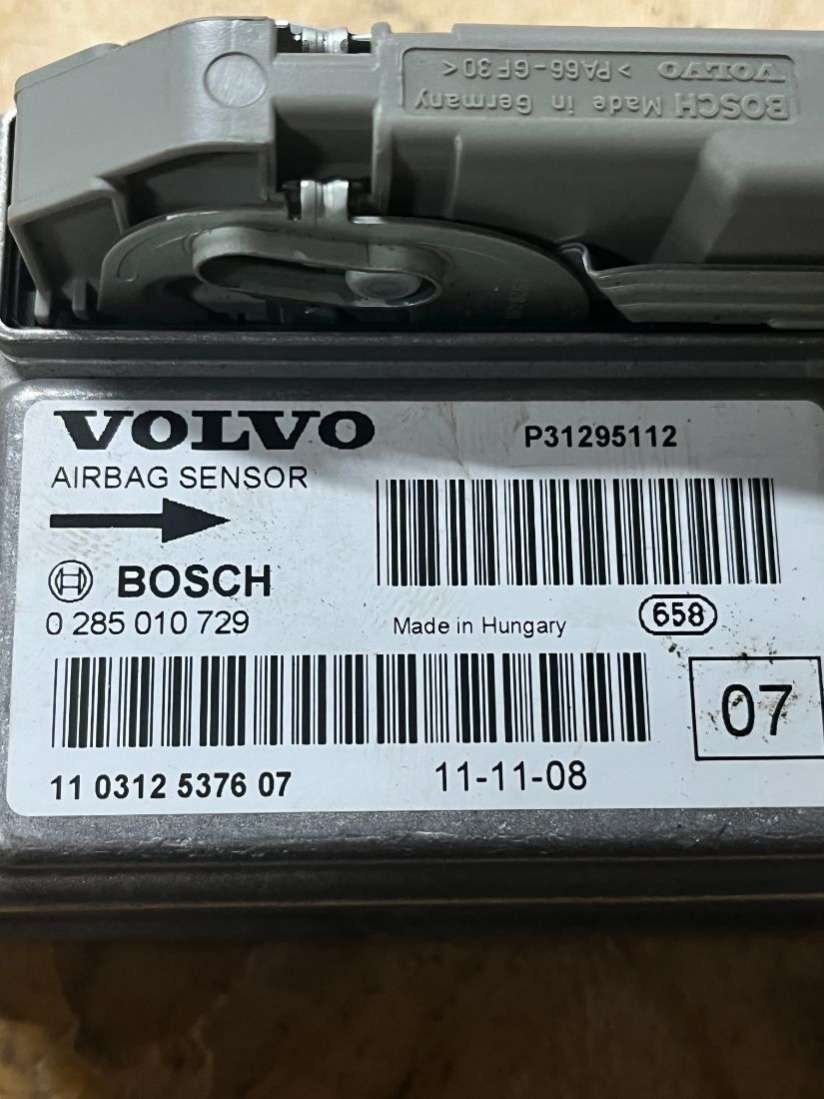 BOSCH Made in Germany
VOLVO >PA66-GF30<
VOLVO
P31295112
AIRBAG SENSOR
BOSCH
0 285 010 729
Made in Hungary
658
07
11 0312 5376 07
11-11-08